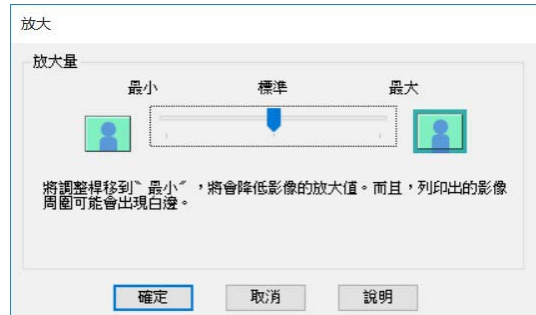 放大
放大量
最小 標準 最大
將調整桿移到〝最小〞，將會降低影像的放大值。而且，列印出的影像
周圍可能會出現白邊。
確定 取消 說明